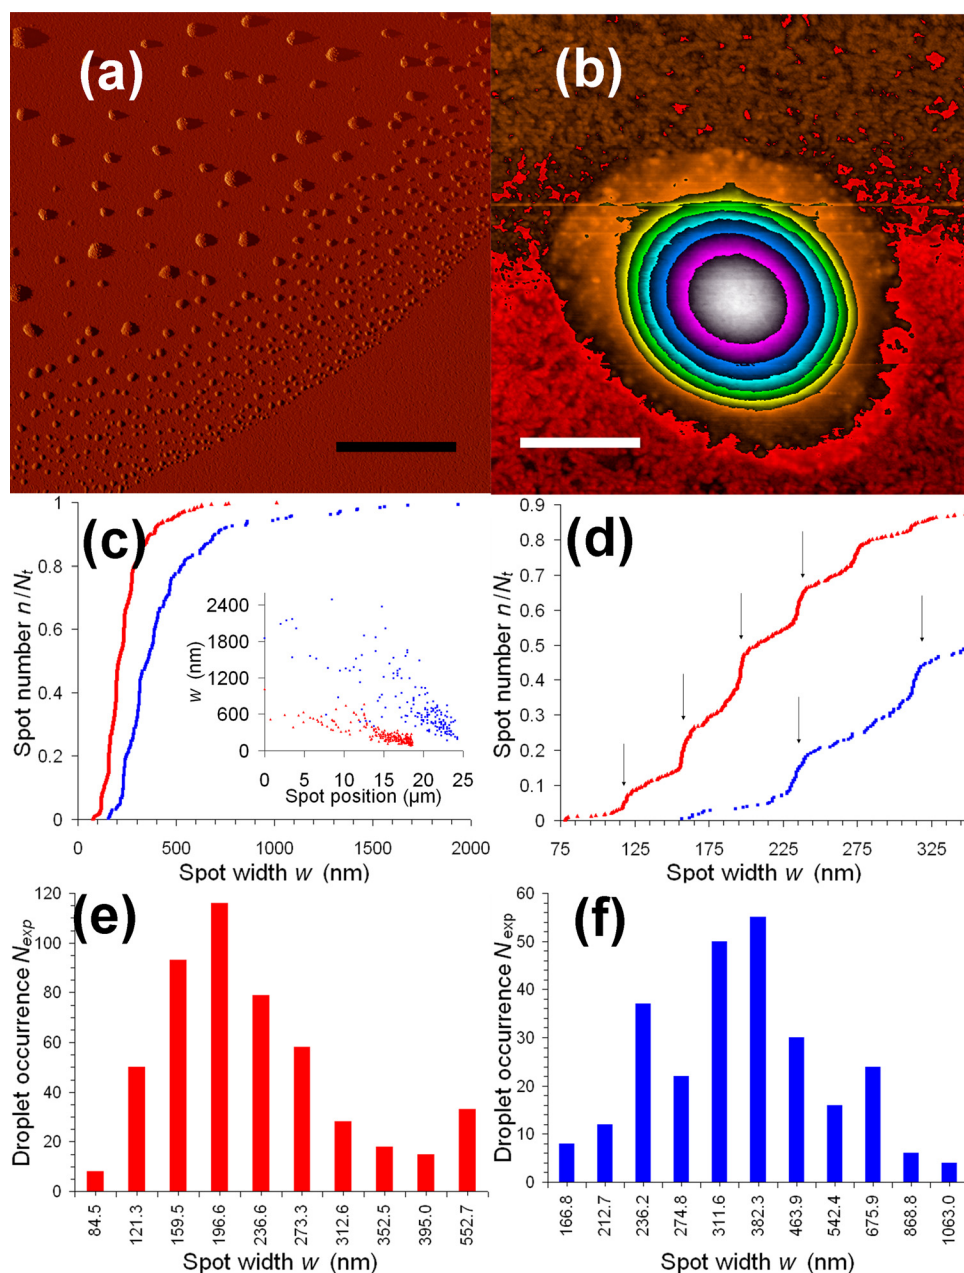 (a)
(b)
(c)
Spot number n/Nt
1
0.8
0.6
0.4
0.2
0
0 500 1000 1500 2000
Spot width w (nm)
w (nm)
2400
1800
1200
600
0
0 5 10 15 20 25
Spot position (µm)
(d)
Spot number n/Nt
0.9
0.8
0.7
0.6
0.5
0.4
0.3
0.2
0.1
0
75 125 175 225 275 325
Spot width w (nm)
(e)
Droplet occurrence Nexp
120
100
80
60
40
20
0
84.5 121.3 159.5 196.6 236.6 273.3 312.6 352.5 395.0 552.7
Spot width w (nm)
(f)
Droplet occurrence Nexp
60
50
40
30
20
10
0
166.8 212.7 236.2 274.8 311.6 382.3 463.9 542.4 675.9 868.8 1063.0
Spot width w (nm)